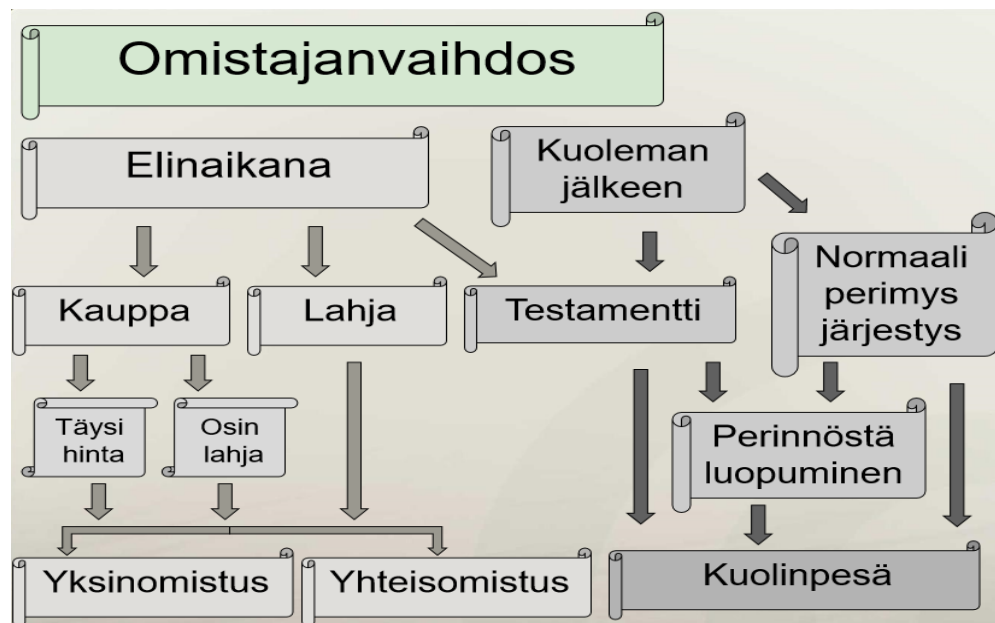 Omistajanvaihdos
Elinaikana
Kuoleman
jälkeen
Kauppa
Lahja
Testamentti
Normaali
perimys
järjestys
Täysi
hinta
Osin
lahja
Perinnöstä
luopuminen
Yksinomistus
Yhteisomistus
Kuolinpesä